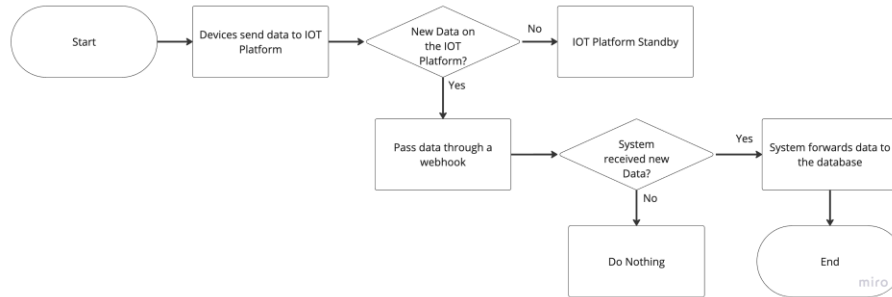 Start
Devices send data to IOT
Platform
New Data on
the IOT
Platform?
No
IOT Platform Standby
Yes
Pass data through a
webhook
System
received new
Data?
Yes
System forwards data to
the database
No
Do Nothing
End
miro